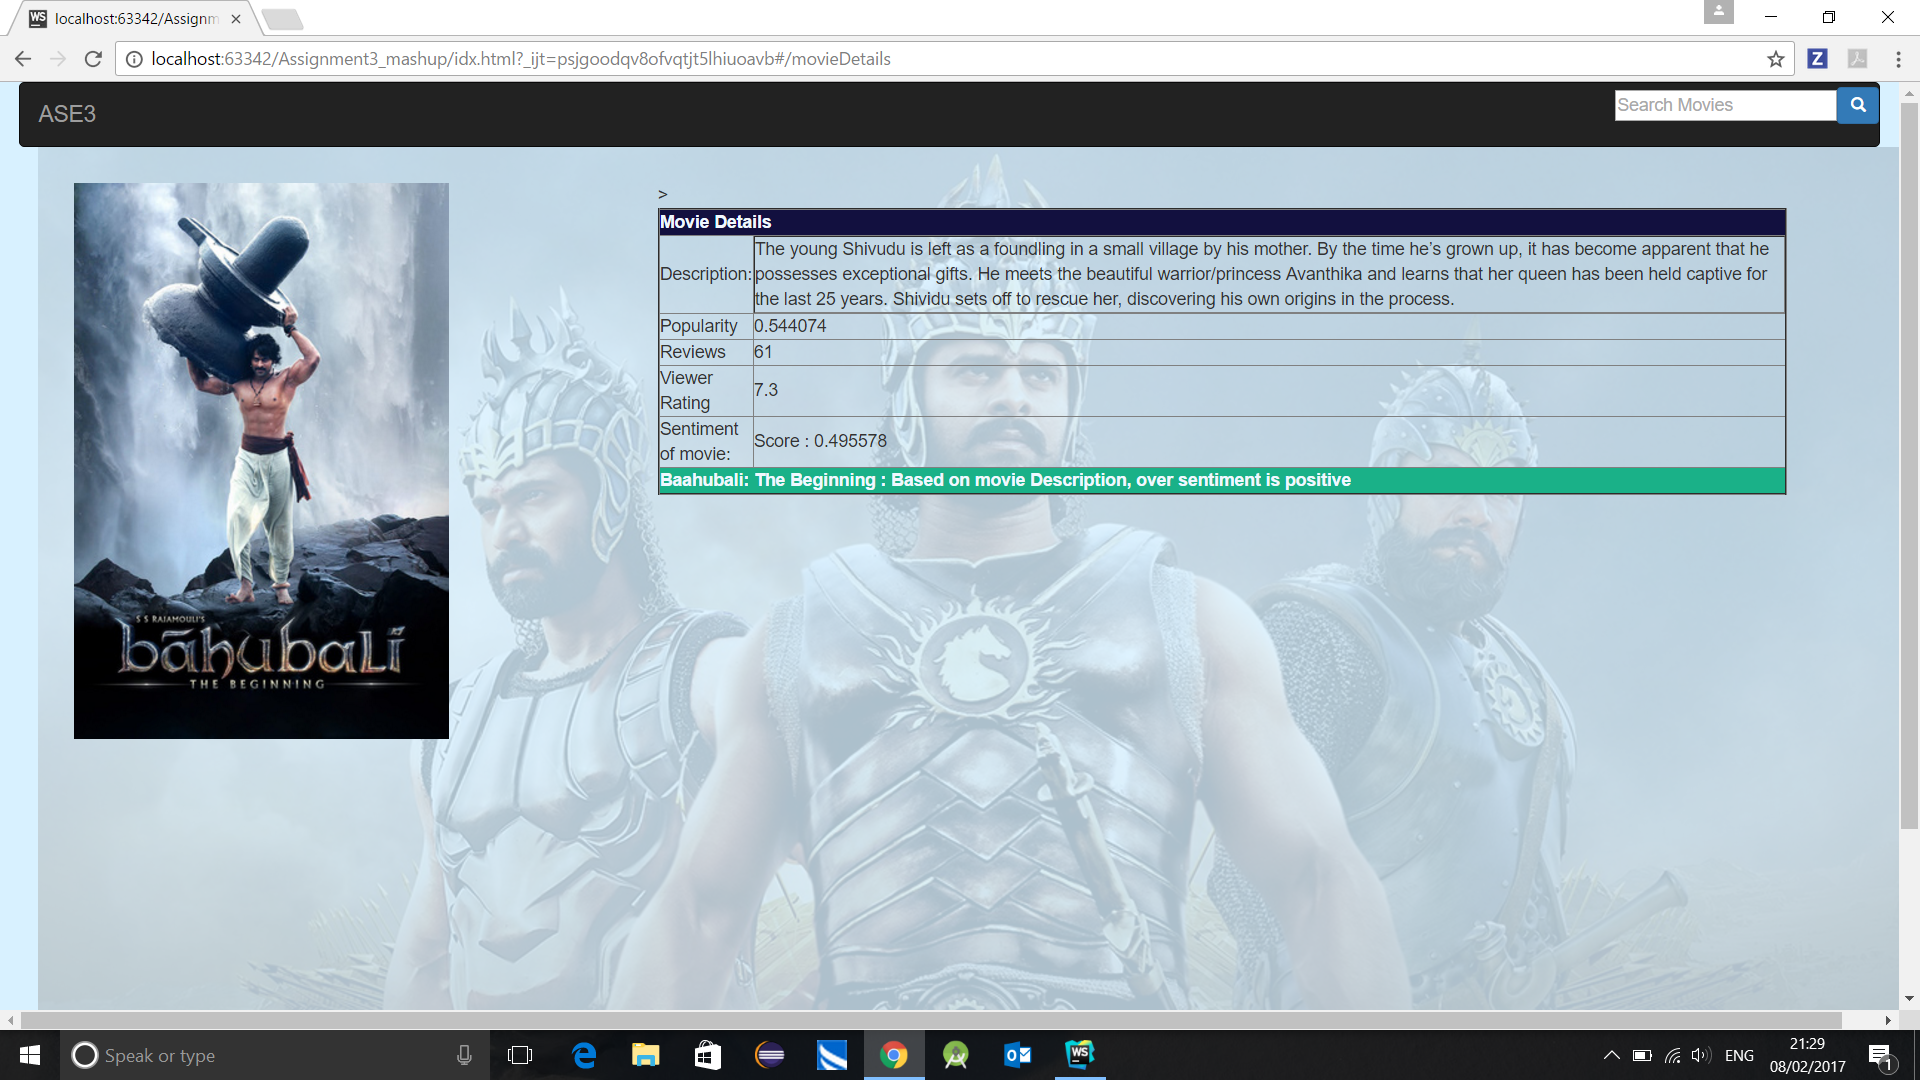 WS localhost:63342/Assignm
localhost:63342/Assignment3_mashup/idx.html?_ijt=psjgoodqv8ofvqtjt5lhiuoavb#/movieDetails
Z
ASE3
Search Movies
>
Movie Details
Description:
The young Shivudu is left as a foundling in a small village by his mother. By the time he’s grown up, it has become apparent that he
possesses exceptional gifts. He meets the beautiful warrior/princess Avanthika and learns that her queen has been held captive for
the last 25 years. Shividu sets off to rescue her, discovering his own origins in the process.
Popularity 0.544074
Reviews 61
Viewer
Rating
7.3
Sentiment
of movie:
Score : 0.495578
Baahubali: The Beginning : Based on movie Description, over sentiment is positive
S S RAJAMOULI'S
bāhubali
THE BEGINNING
Speak or type
WS
ENG
21:29
08/02/2017
1